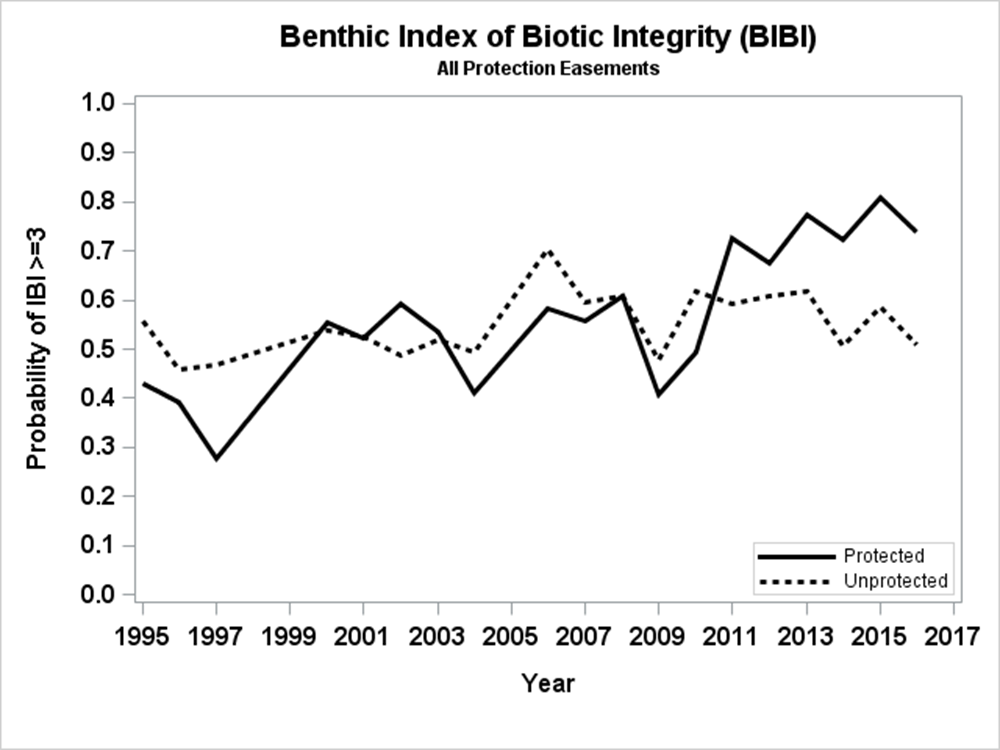 Benthic Index of Biotic Integrity (BIBI)
All Protection Easements
Probability of IBI >=3
1.0
0.9
0.8
0.7
0.6
0.5
0.4
0.3
0.2
0.1
0.0
Protected
Unprotected
1995 1997 1999 2001 2003 2005 2007 2009 2011 2013 2015 2017
Year